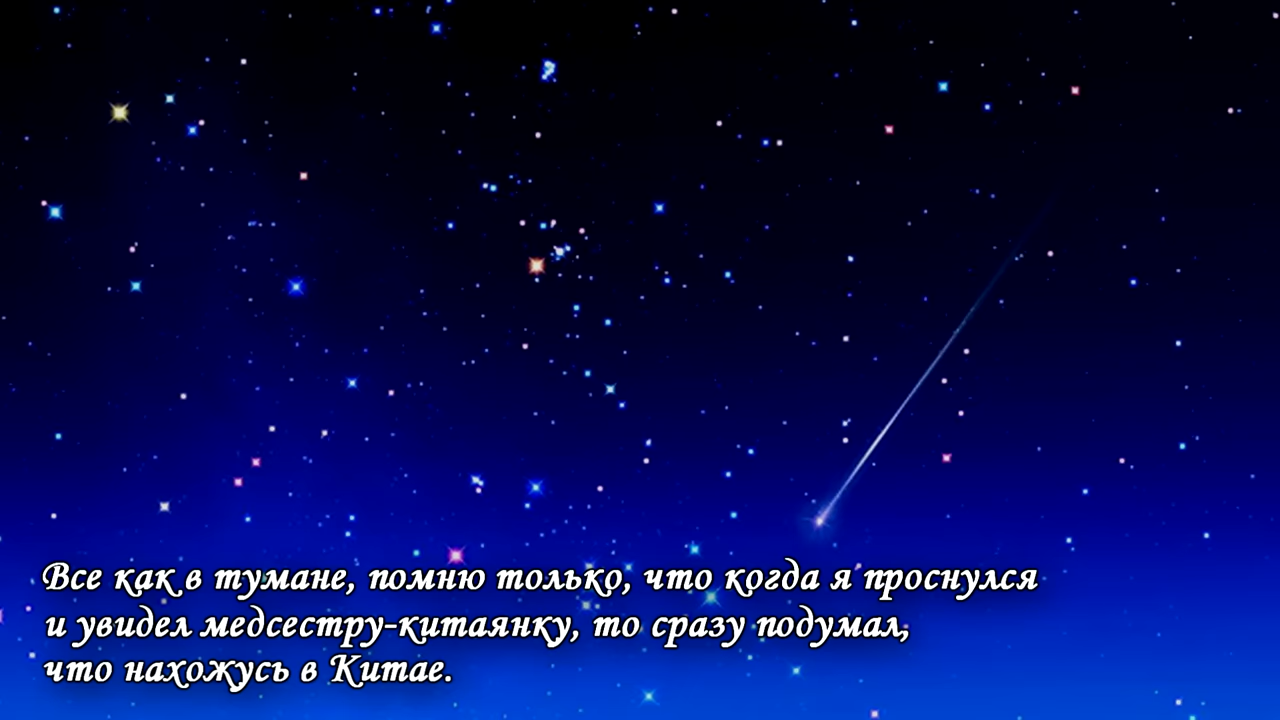 Все как в тумане, помню только, что когда я проснулся
и увидел медсестру-китаянку, то сразу подумал,
что нахожусь в Китае.